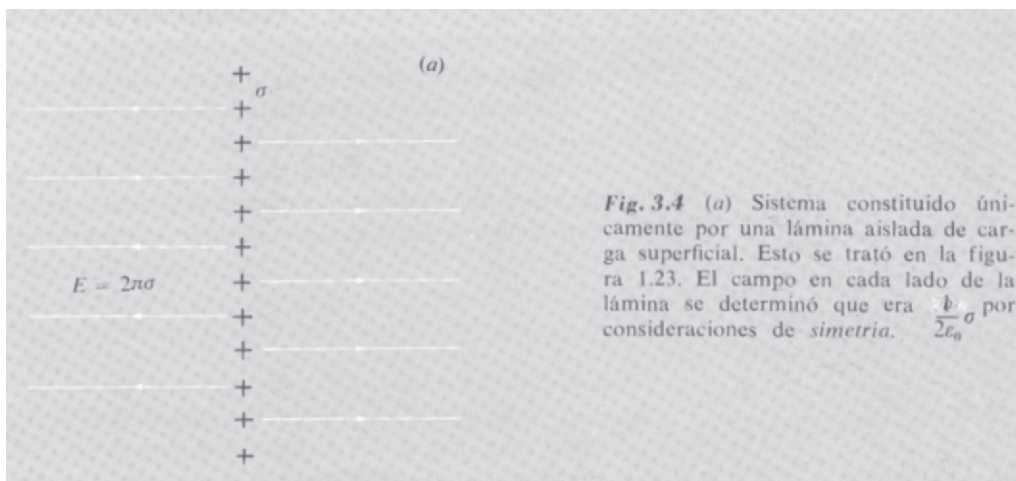 (a)
σ
E = 2πσ
Fig. 3.4 (a) Sistema constituido úni-
camente por una lámina aislada de car-
ga superficial. Esto se trató en la figu-
ra 1.23. El campo en cada lado de la
lámina se determinó que era σ/2ε₀ por
consideraciones de simetria.